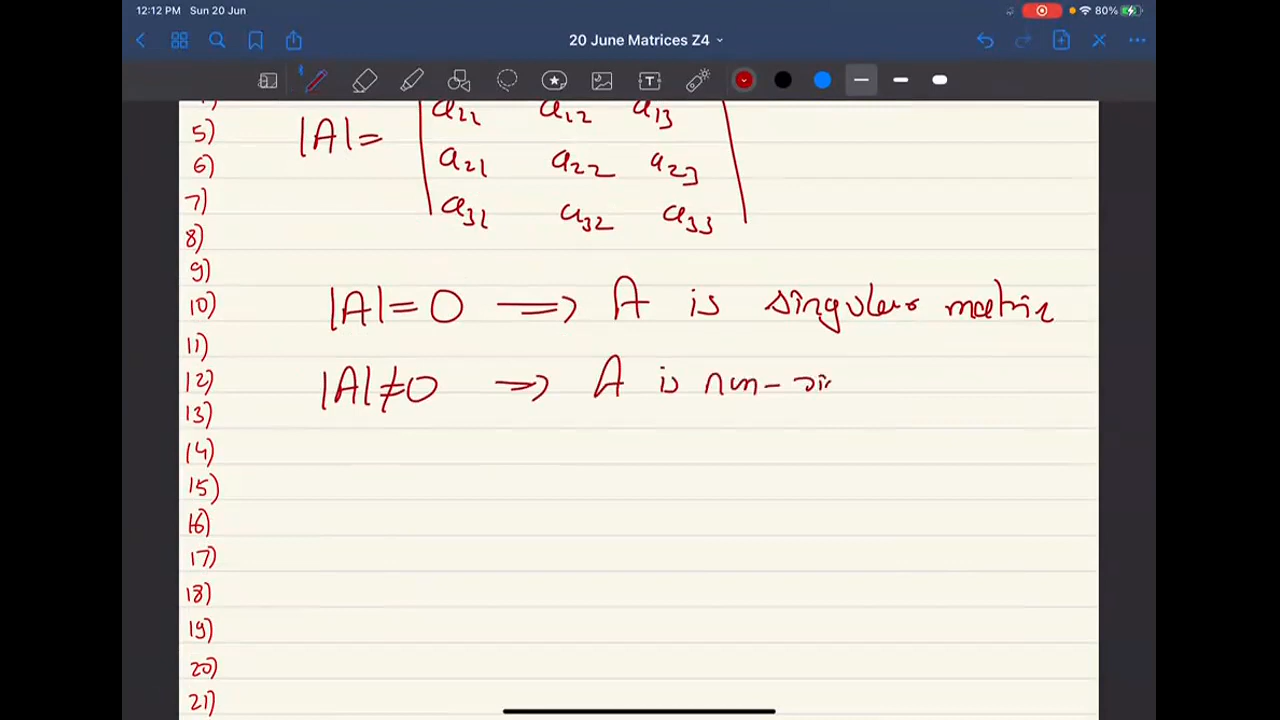 12:12 PM Sun 20 Jun 80%
20 June Matrices Z4
a22 a12 a13
5) |A|=
6) a21 a22 a23
7)
8) a31 a32 a33
9)
10) |A|=0 ⟹ A is singular matrix
11)
12) |A|≠0 ⟹ A is non-si
13)
14)
15)
16)
17)
18)
19)
20)
21)